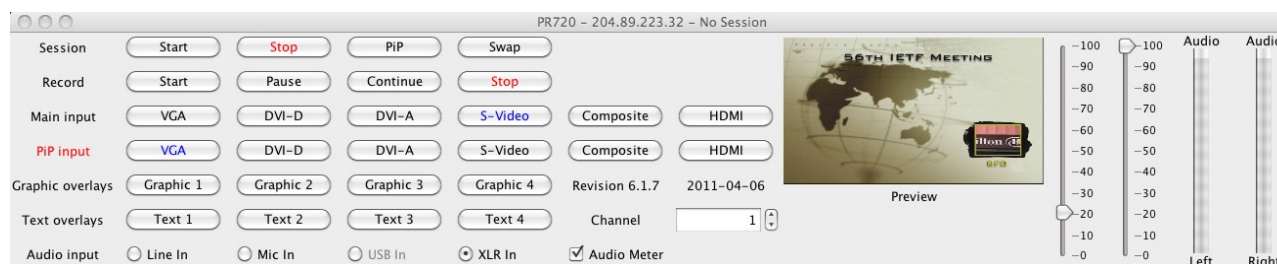 PR720 – 204.89.223.32 – No Session
Session Start Stop PiP Swap
Record Start Pause Continue Stop
Main input VGA DVI-D DVI-A S-Video Composite HDMI
PiP input VGA DVI-D DVI-A S-Video Composite HDMI
Graphic overlays Graphic 1 Graphic 2 Graphic 3 Graphic 4 Revision 6.1.7 2011-04-06
Text overlays Text 1 Text 2 Text 3 Text 4 Channel 1
Audio input Line In Mic In USB In XLR In Audio Meter
56TH IETF MEETING
Preview
100 100
90 90
80 80
70 70
60 60
50 50
40 40
30 30
20 20
10 10
0 0
Audio Audio
Left Right